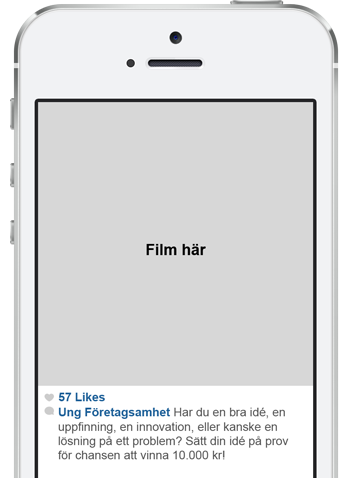 Film här
57 Likes
Ung Företagsamhet Har du en bra idé, en
uppfinning, en innovation, eller kanske en
lösning på ett problem? Sätt din idé på prov
för chansen att vinna 10.000 kr!